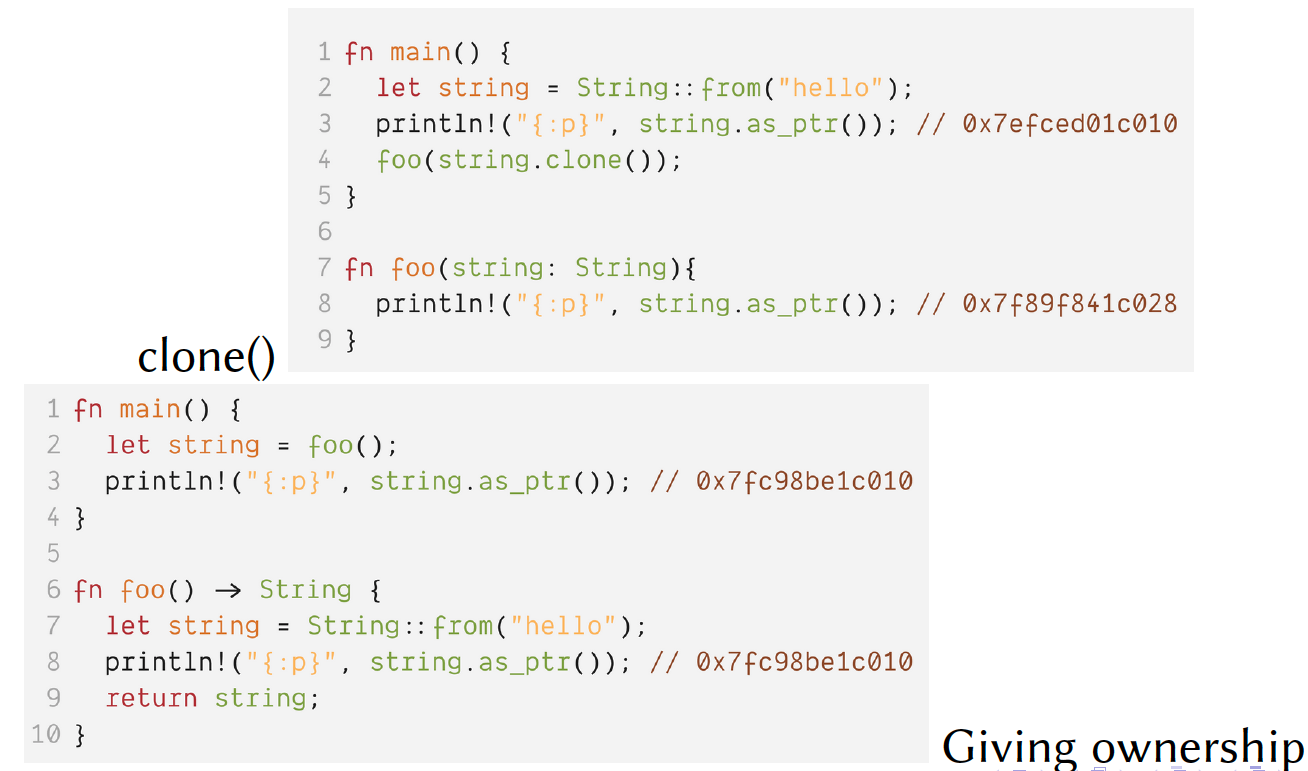 1 fn main() {
2   let string = String::from("hello");
3   println!("{:p}", string.as_ptr()); // 0x7efced01c010
4   foo(string.clone());
5 }
6
7 fn foo(string: String){
8   println!("{:p}", string.as_ptr()); // 0x7f89f841c028
9 }
clone()
1 fn main() {
2   let string = foo();
3   println!("{:p}", string.as_ptr()); // 0x7fc98be1c010
4 }
5
6 fn foo() → String {
7   let string = String::from("hello");
8   println!("{:p}", string.as_ptr()); // 0x7fc98be1c010
9   return string;
10 }
Giving ownership